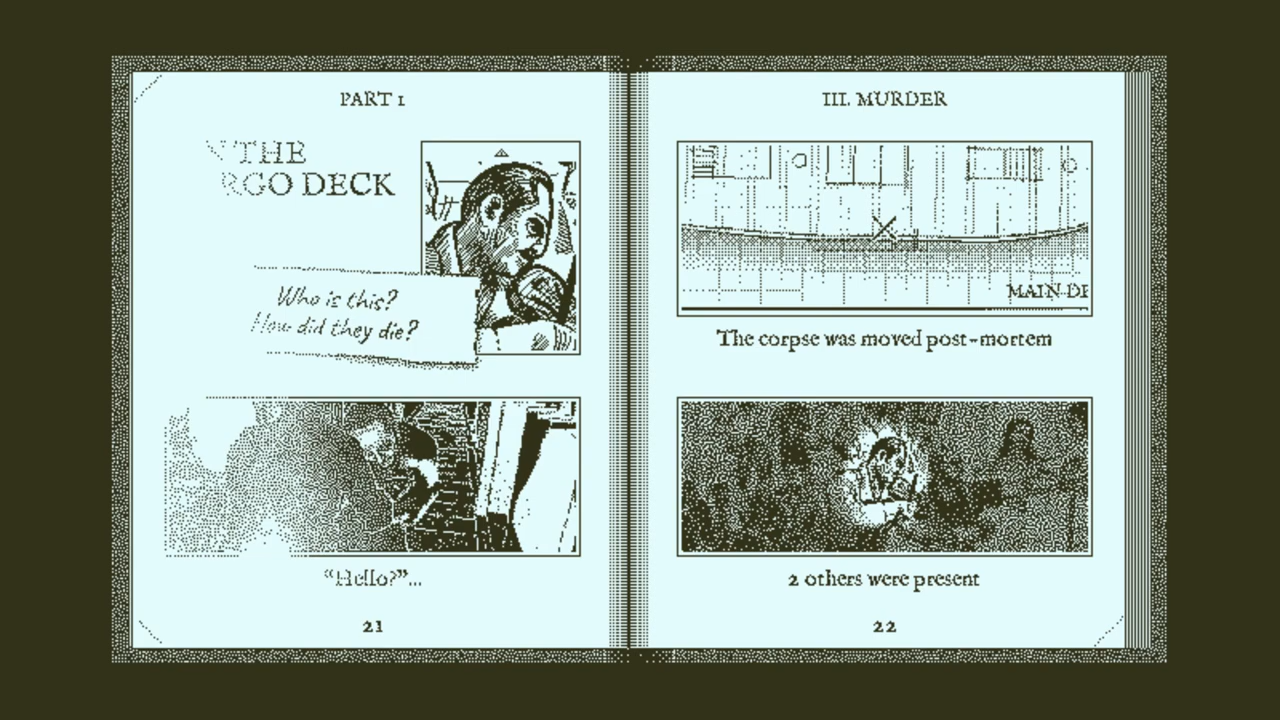 PART I
THE
RGO DECK
Who is this?
How did they die?
"Hello?"...
21
III. MURDER
MAIN DE
The corpse was moved post-mortem
2 others were present
22